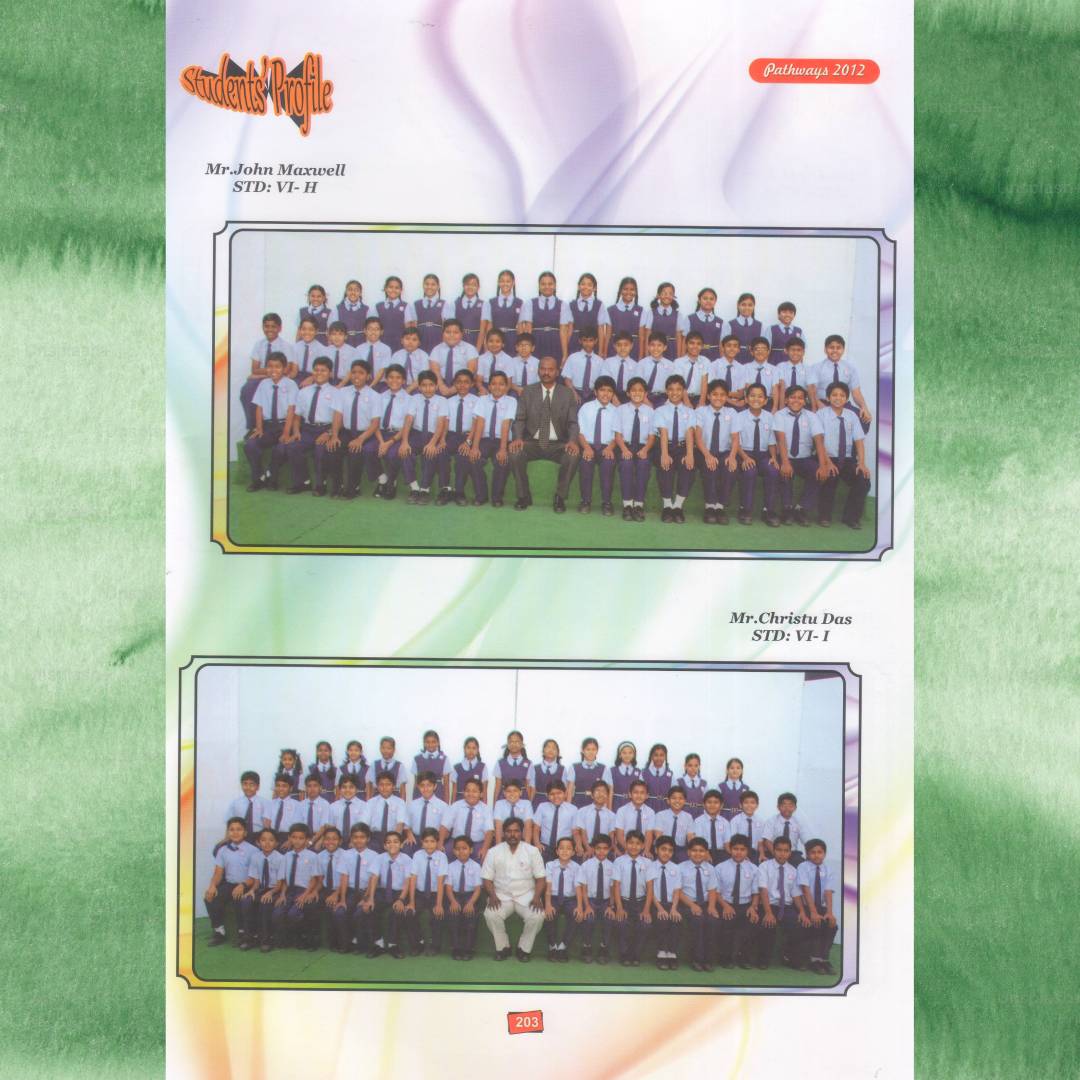 Students' Profile
Pathways 2012
Mr.John Maxwell
STD: VI- H
Mr.Christu Das
STD: VI- I
203